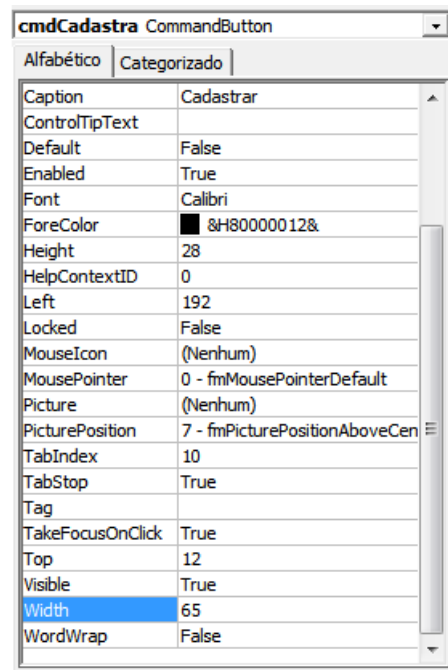 cmdCadastra CommandButton
Alfabético Categorizado
Caption Cadastrar
ControlTipText
Default False
Enabled True
Font Calibri
ForeColor &H80000012&
Height 28
HelpContextID 0
Left 192
Locked False
MouseIcon (Nenhum)
MousePointer 0 - fmMousePointerDefault
Picture (Nenhum)
PicturePosition 7 - fmPicturePositionAboveCen
TabIndex 10
TabStop True
Tag
TakeFocusOnClick True
Top 12
Visible True
Width 65
WordWrap False